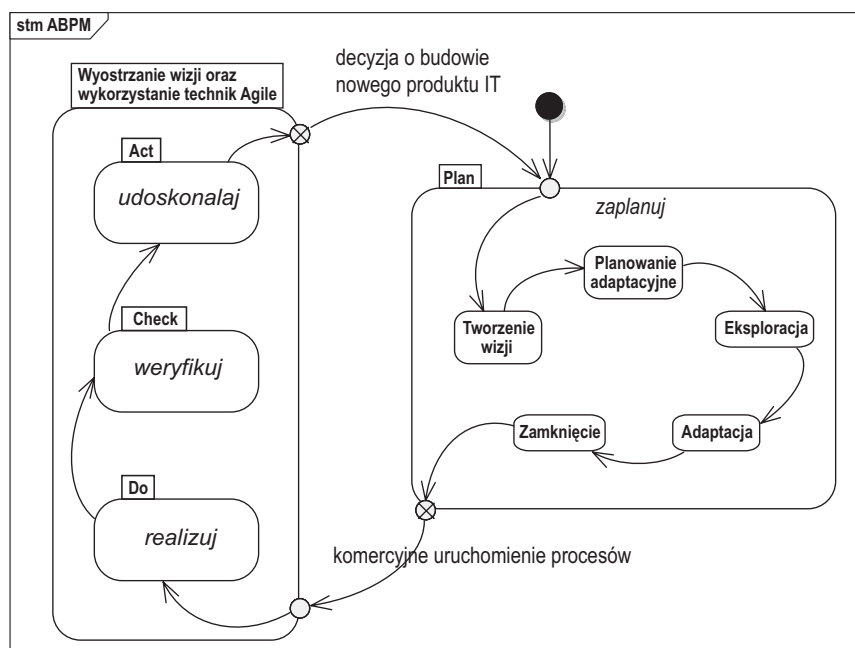 stm ABPM
Wyostrzanie wizji oraz
wykorzystanie technik Agile
decyzja o budowie
nowego produktu IT
Act
udoskonalaj
Plan
zaplanuj
Planowanie
adaptacyjne
Check
weryfikuj
Tworzenie
wizji
Eksploracja
Zamknięcie
Adaptacja
Do
realizuj
komercyjne uruchomienie procesów